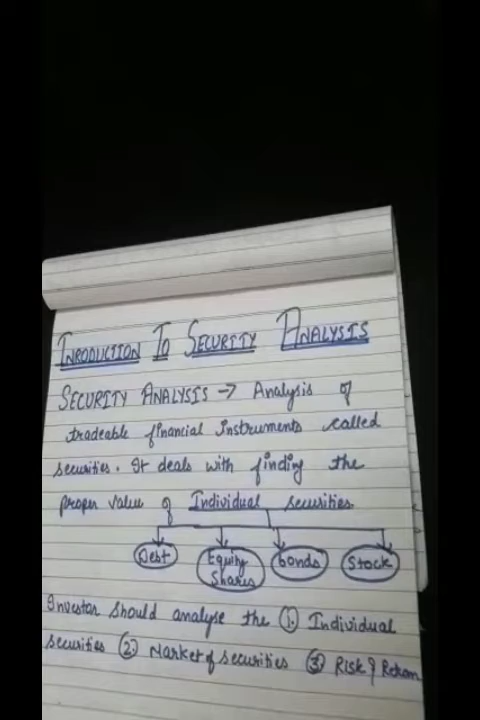 INRODUCTION TO SECURITY ANALYSIS
SECURITY ANALYSIS → Analysis of
tradeable financial instruments called
securities. It deals with finding the
proper value of Individual securities.
Debt Equity Shares bonds Stock
Investor should analyse the ① Individual
securities ② Market of securities ③ Risk & Return